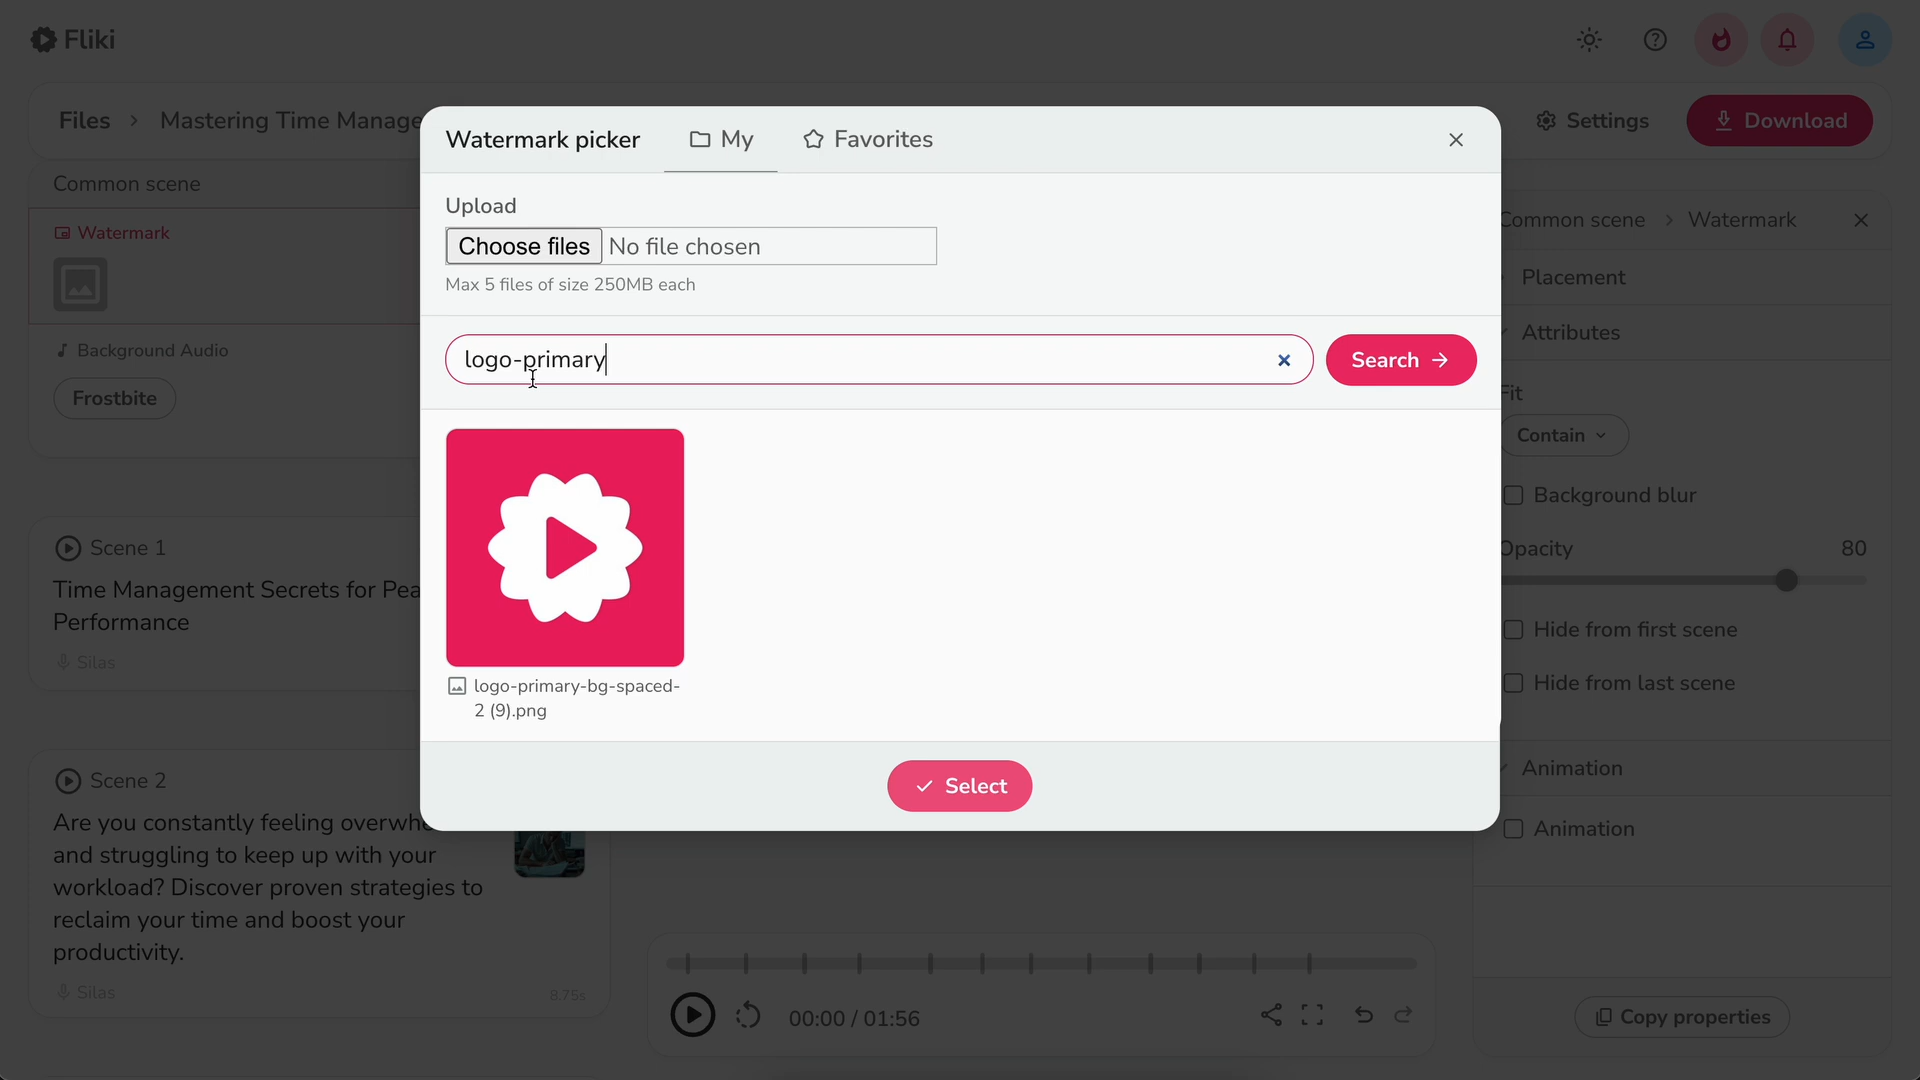 Fliki
Files > Mastering Time Manage
Settings
Download
Common scene
Watermark
Background Audio
Frostbite
Scene 1
Time Management Secrets for Pea
Performance
Silas
Scene 2
Are you constantly feeling overwhe
and struggling to keep up with your
workload? Discover proven strategies to
reclaim your time and boost your
productivity.
Silas
8.75s
Watermark picker
My
Favorites
Upload
Choose files No file chosen
Max 5 files of size 250MB each
logo-primary
Search
logo-primary-bg-spaced-
2 (9).png
Select
00:00 / 01:56
Common scene > Watermark
Placement
Attributes
Fit
Contain
Background blur
Opacity 80
Hide from first scene
Hide from last scene
Animation
Animation
Copy properties